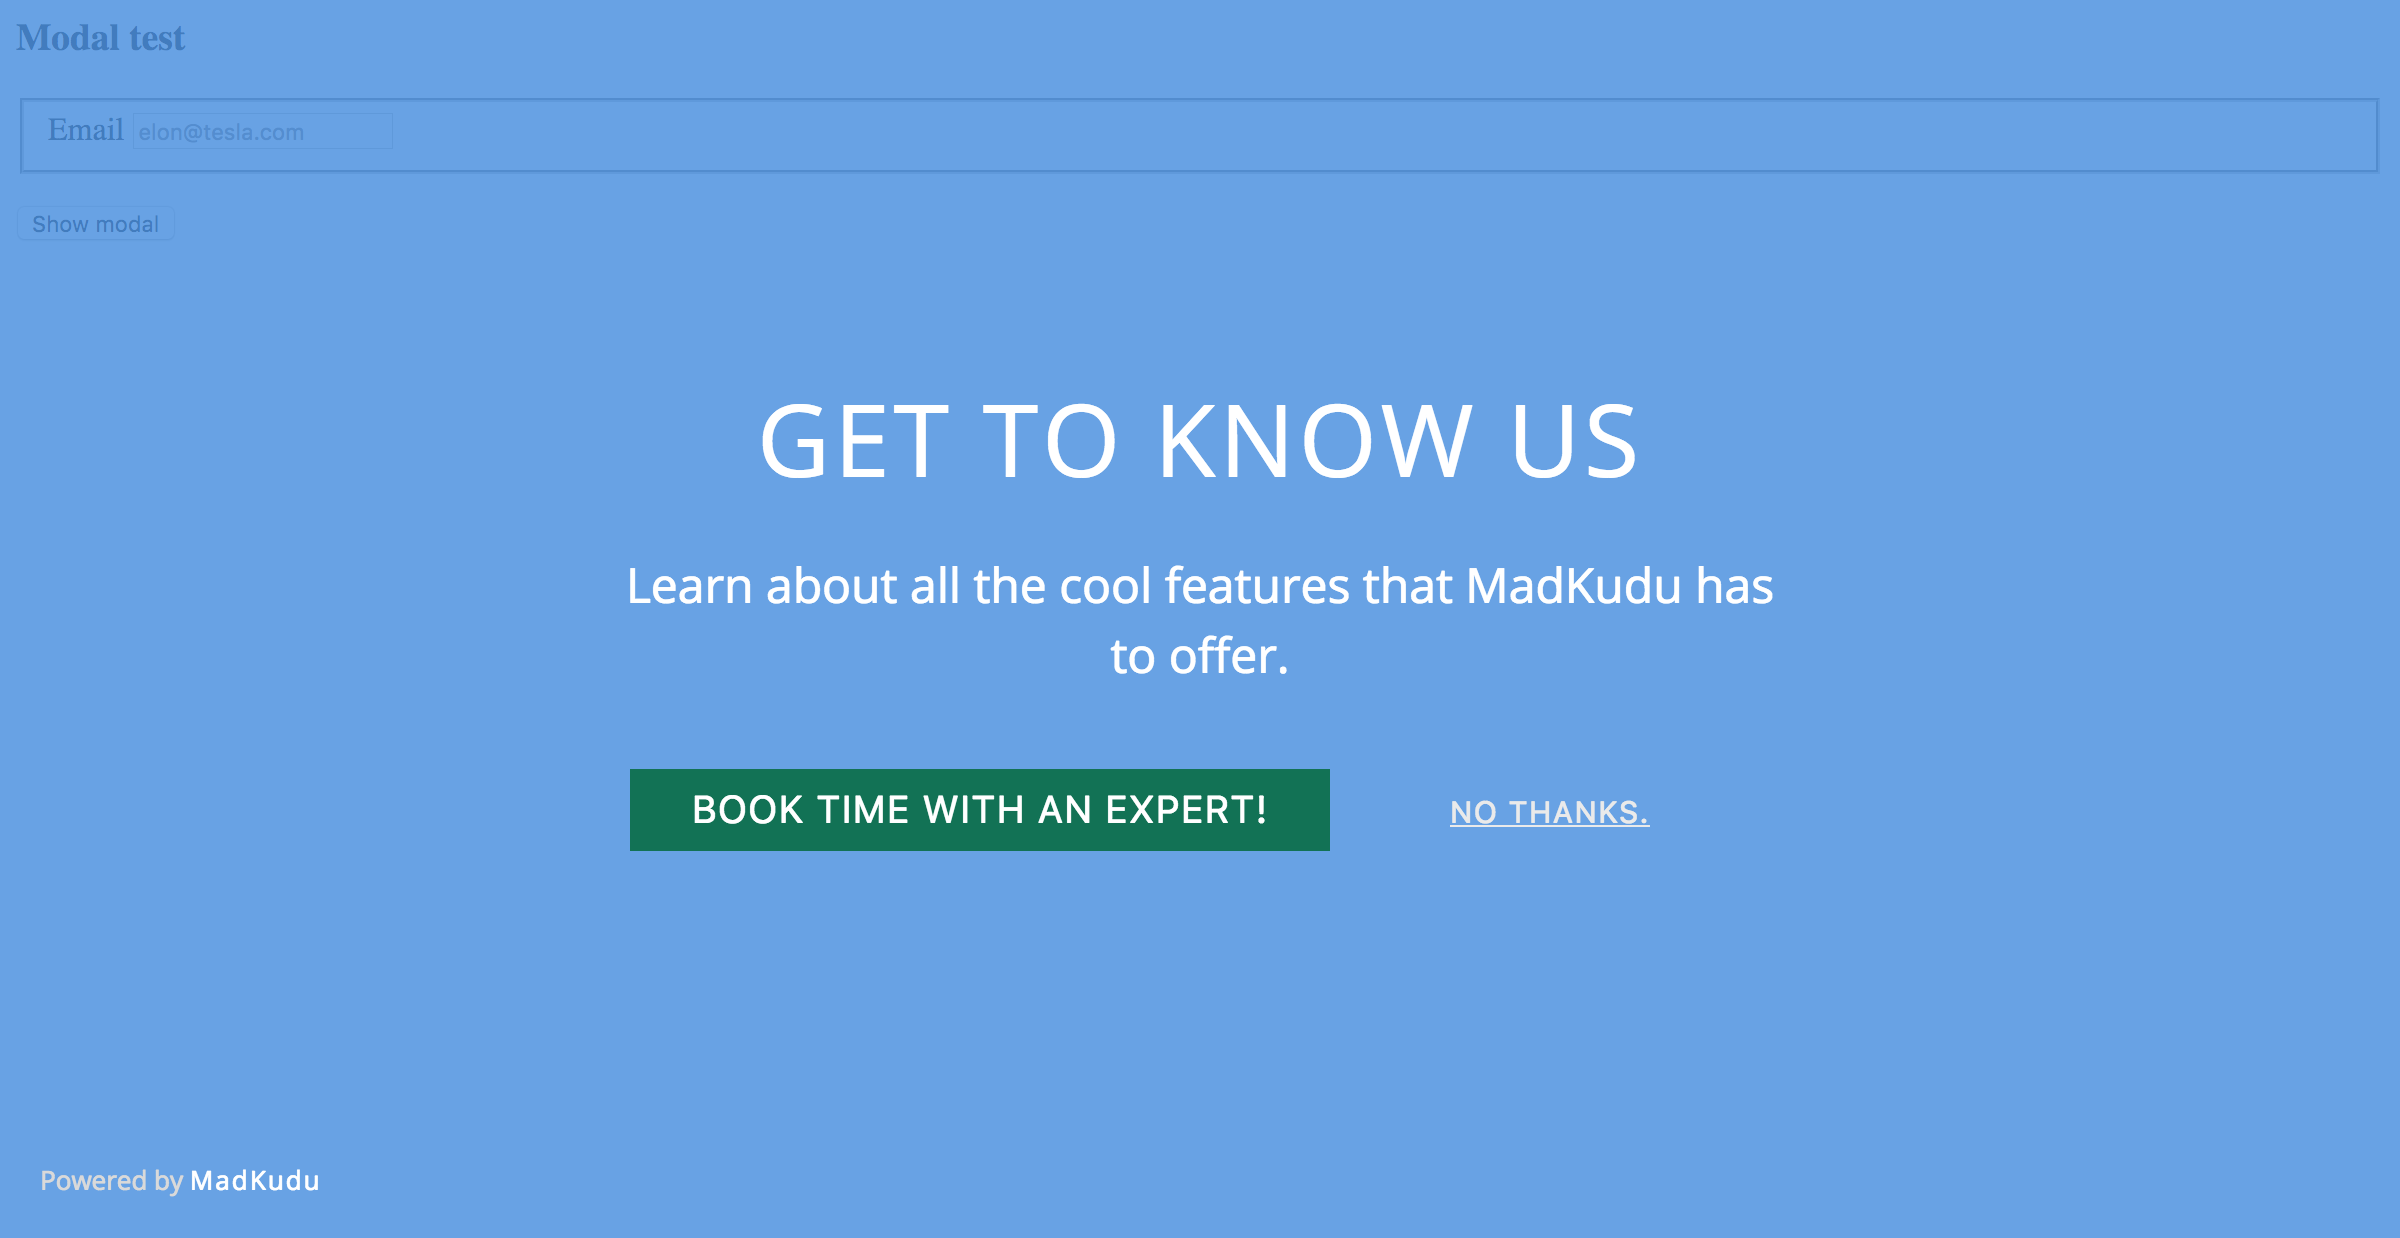 Modal test
Email elon@tesla.com
Show modal
GET TO KNOW US
Learn about all the cool features that MadKudu has
to offer.
BOOK TIME WITH AN EXPERT!
NO THANKS.
Powered by MadKudu